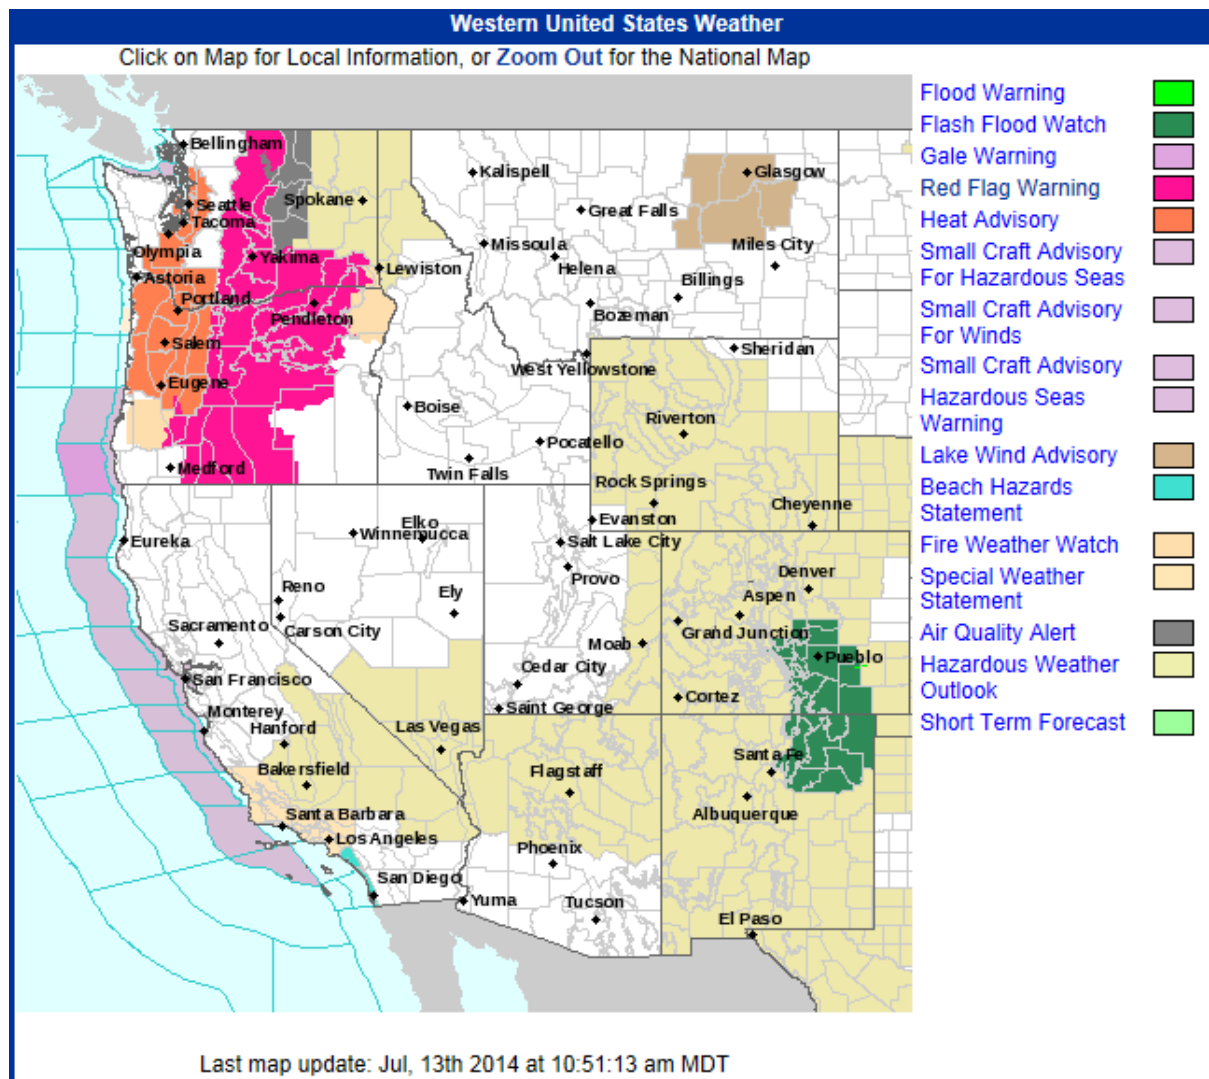 Western United States Weather
Click on Map for Local Information, or Zoom Out for the National Map
Flood Warning
Flash Flood Watch
Gale Warning
Red Flag Warning
Heat Advisory
Small Craft Advisory
For Hazardous Seas
Small Craft Advisory
For Winds
Small Craft Advisory
Hazardous Seas
Warning
Lake Wind Advisory
Beach Hazards
Statement
Fire Weather Watch
Special Weather
Statement
Air Quality Alert
Hazardous Weather
Outlook
Short Term Forecast
Bellingham
Kalispell
Glasgow
Spokane
Seattle
Great Falls
Tacoma
Olympia
Missoula
Miles City
Yakima
Helena
Lewiston
Astoria
Billings
Portland
Pendleton
Bozeman
Salem
Sheridan
West Yellowstone
Eugene
Boise
Riverton
Pocatello
Medford
Twin Falls
Rock Springs
Cheyenne
Elko
Evanston
Winnemucca
Eureka
Salt Lake City
Provo
Denver
Reno
Ely
Aspen
Sacramento
Carson City
Grand Junction
Moab
Pueblo
Cedar City
San Francisco
Cortez
Saint George
Monterey
Hanford
Las Vegas
Santa Fe
Bakersfield
Flagstaff
Santa Barbara
Albuquerque
Los Angeles
Phoenix
San Diego
Yuma
Tucson
El Paso
Last map update: Jul, 13th 2014 at 10:51:13 am MDT